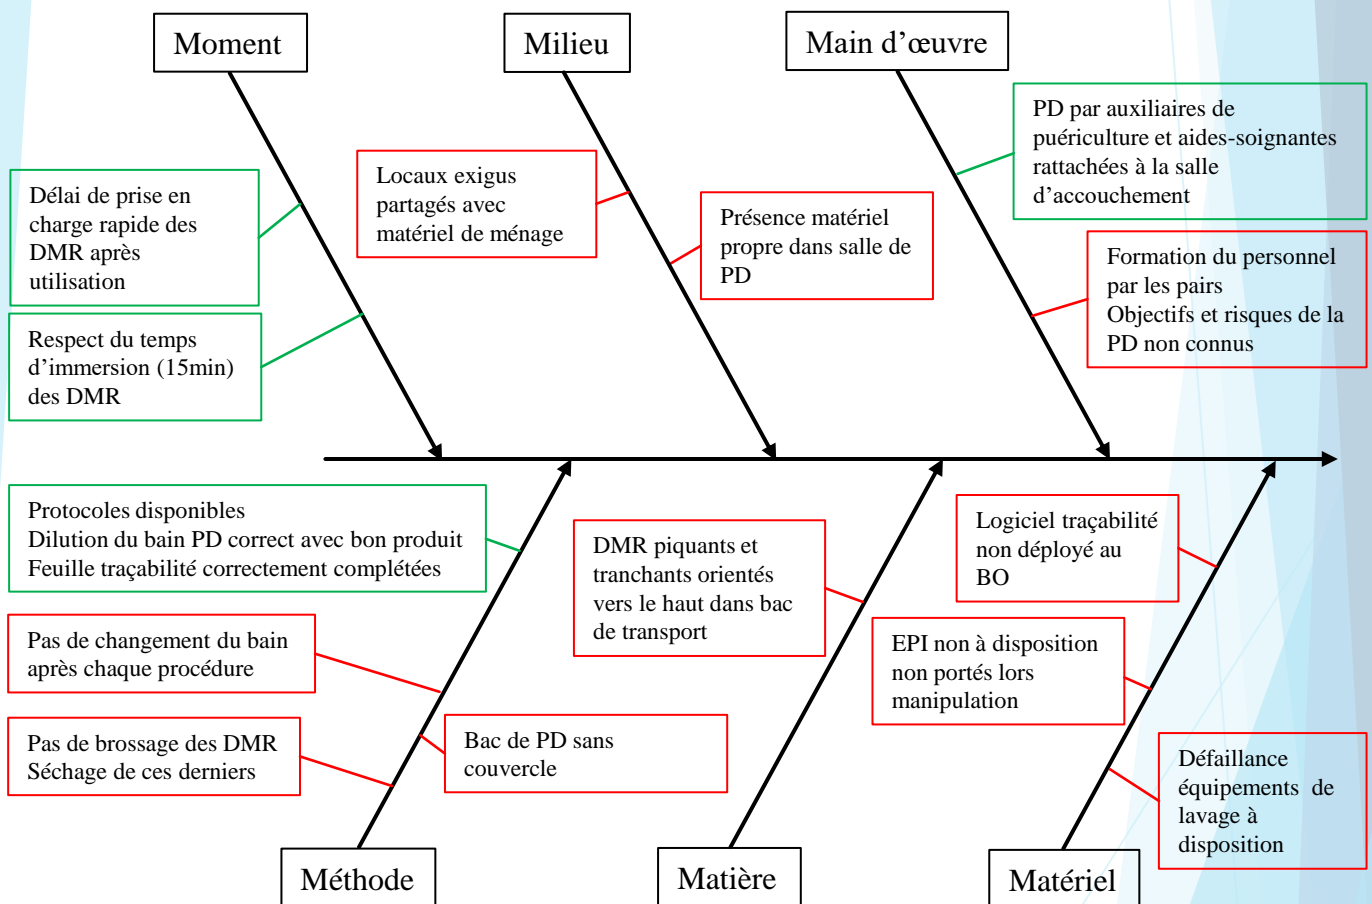 Moment
Milieu
Main d'œuvre
PD par auxiliaires de
puériculture et aides-soignantes
rattachées à la salle
d'accouchement
Locaux exigus
partagés avec
matériel de ménage
Délai de prise en
charge rapide des
DMR après
utilisation
Présence matériel
propre dans salle de
PD
Formation du personnel
par les pairs
Objectifs et risques de la
PD non connus
Respect du temps
d'immersion (15min)
des DMR
Protocoles disponibles
Dilution du bain PD correct avec bon produit
Feuille traçabilité correctement complétées
DMR piquants et
tranchants orientés
vers le haut dans bac
de transport
Logiciel traçabilité
non déployé au
BO
Pas de changement du bain
après chaque procédure
EPI non à disposition
non portés lors
manipulation
Pas de brossage des DMR
Séchage de ces derniers
Bac de PD sans
couvercle
Défaillance
équipements  de
lavage à
disposition
Méthode
Matière
Matériel